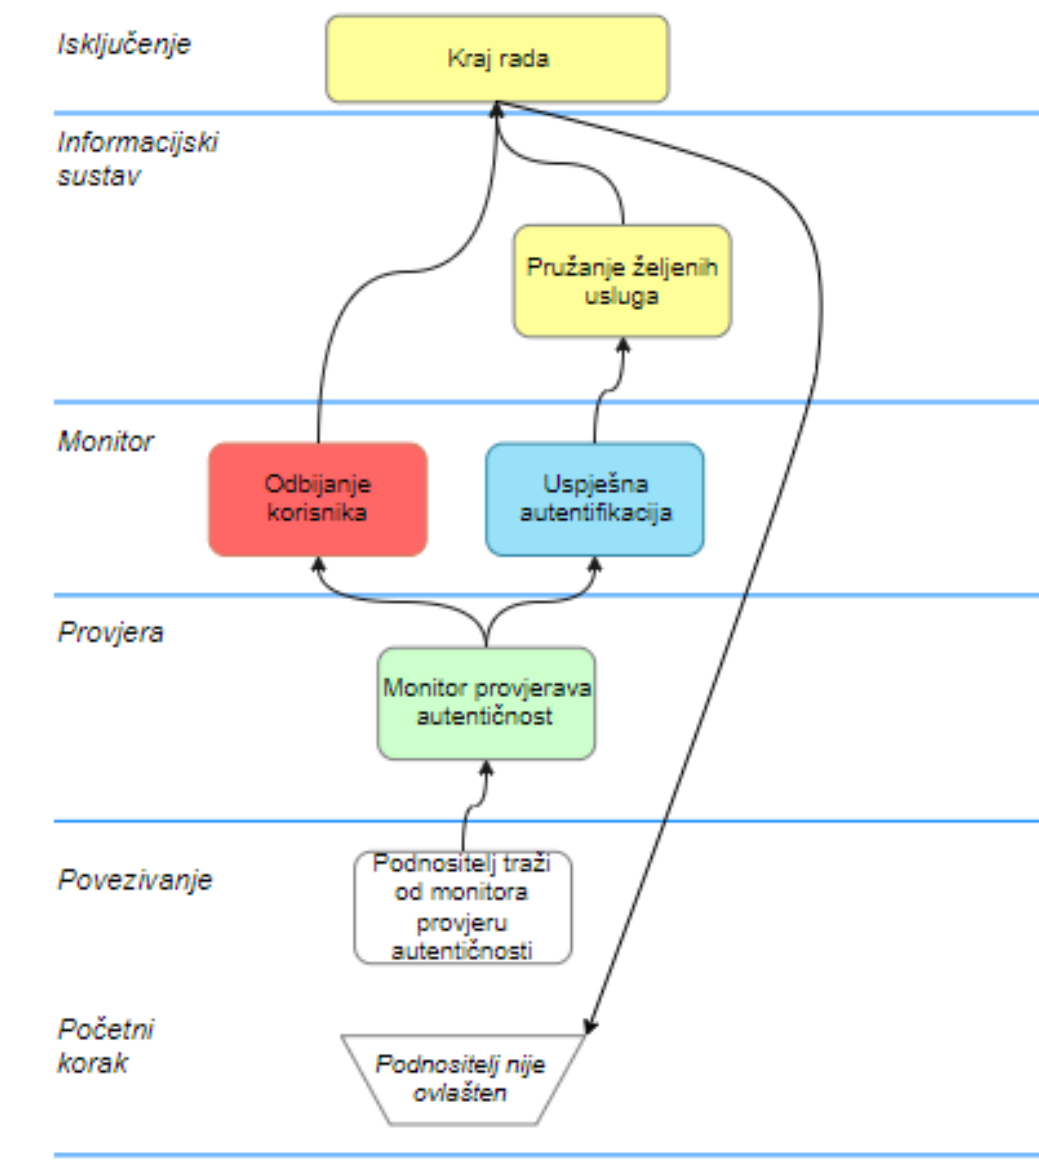 Isključenje
Kraj rada
Informacijski
sustav
Pružanje željenih
usluga
Monitor
Odbijanje
korisnika
Uspješna
autentifikacija
Provjera
Monitor provjerava
autentičnost
Povezivanje
Podnositelj traži
od monitora
provjeru
autentičnosti
Početni
korak
Podnositelj nije
ovlašten